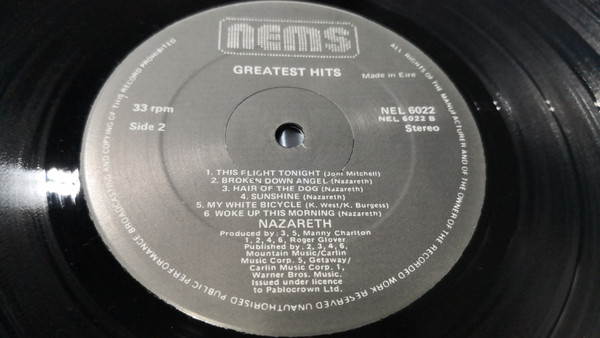 nems
GREATEST HITS
Made in Eire
33 rpm
Side 2
NEL 6022
NEL 6022 B
Stereo
1. THIS FLIGHT TONIGHT (Joni Mitchell)
2. BROKEN DOWN ANGEL (Nazareth)
3. HAIR OF THE DOG (Nazareth)
4. SUNSHINE (Nazareth)
5. MY WHITE BICYCLE (K. West/K. Burgess)
6 WOKE UP THIS MORNING (Nazareth)
NAZARETH
Produced by: 3, 5, Manny Charlton
1, 2, 4, 6, Roger Glover
Published by: 2, 3, 4, 6,
Mountain Music/Carlin
Music Corp. 5, Getaway/
Carlin Music Corp. 1,
Warner Bros. Music.
Issued under licence
to Pablocrown Ltd.
ALL RIGHTS OF THE MANUFACTURER AND OF THE OWNER OF THE RECORDED WORK RESERVED UNAUTHORISED PUBLIC PERFORMANCE BROADCASTING AND COPYING OF THIS RECORD PROHIBITED